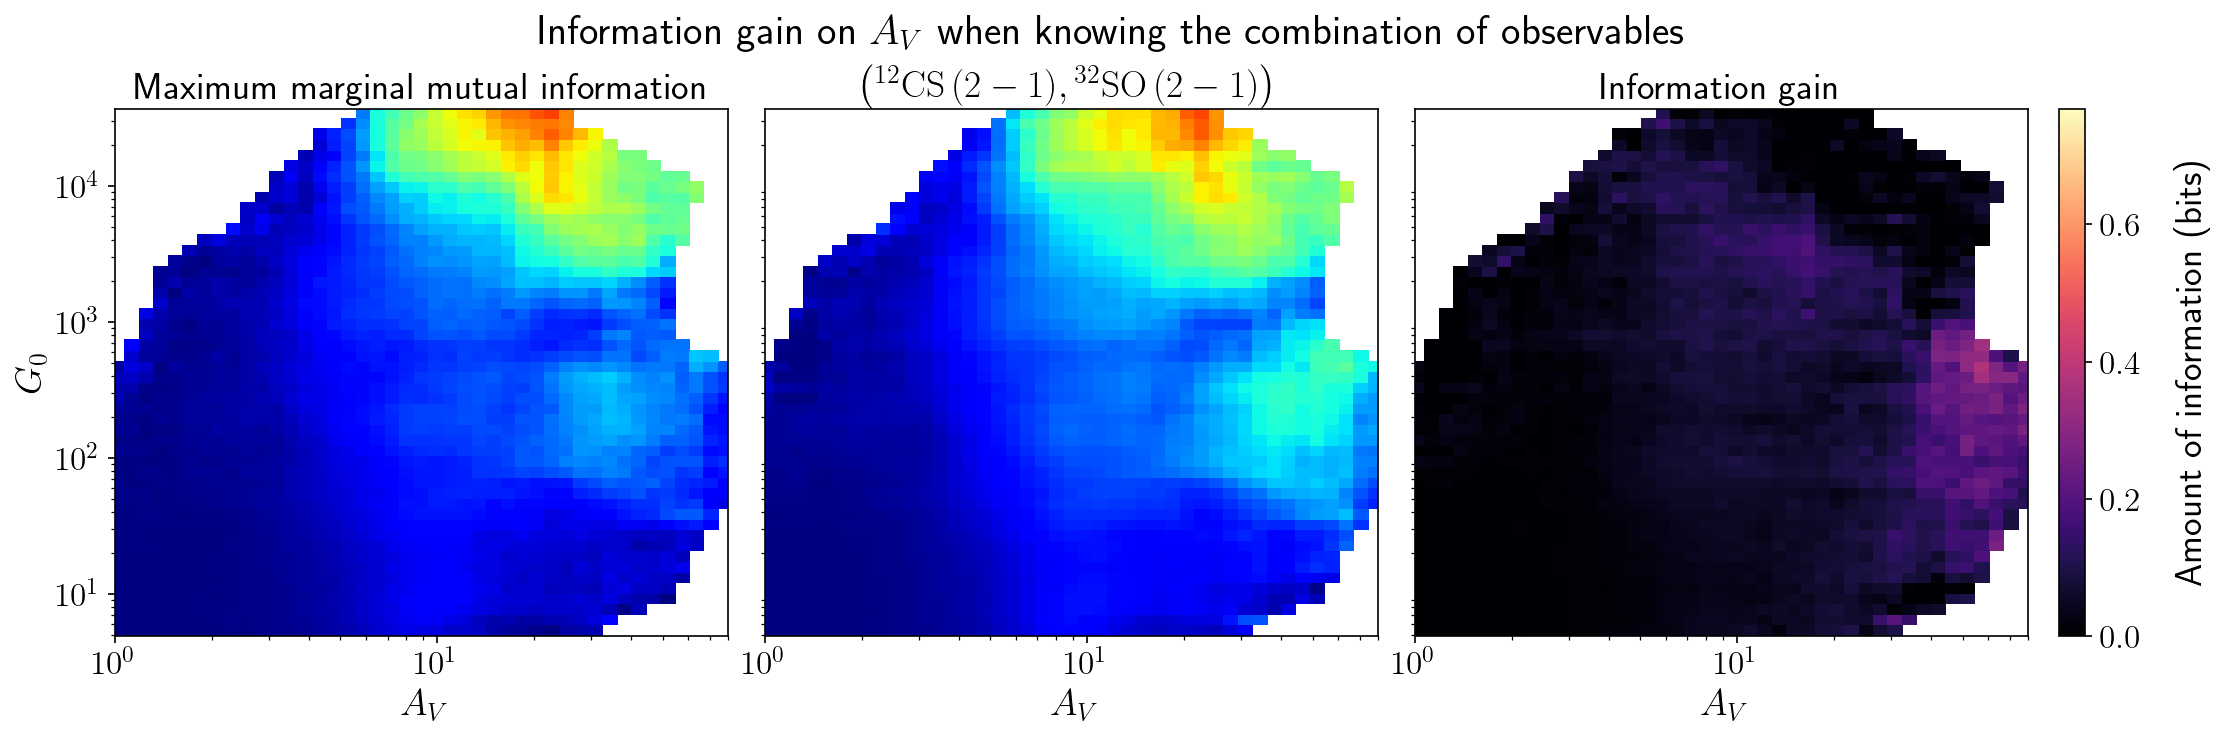 Information gain on A_V when knowing the combination of observables
Maximum marginal mutual information
(¹²CS (2 − 1), ³²SO (2 − 1))
Information gain
G₀
10⁴
10³
10²
10¹
10⁰
10¹
A_V
10⁰
10¹
A_V
10⁰
10¹
A_V
0.6
0.4
0.2
0.0
Amount of information (bits)